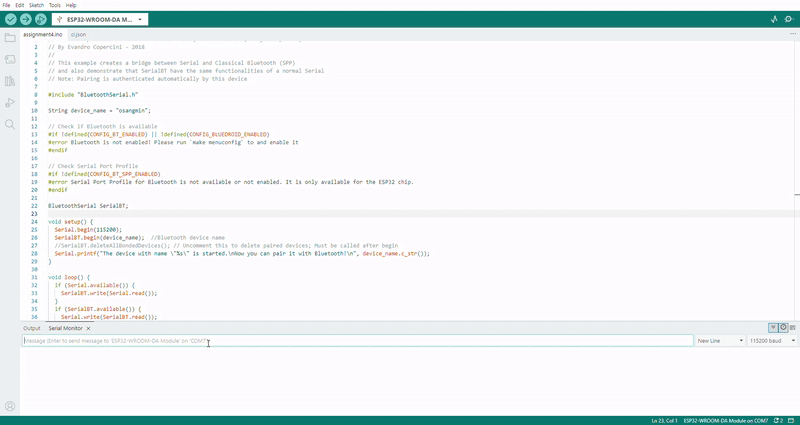 File Edit Sketch Tools Help
ESP32-WROOM-DA M...
assignment4.ino ci.json
2 // By Evandro Copercini - 2018
3 //
4 // This example creates a bridge between Serial and Classical Bluetooth (SPP)
5 // and also demonstrate that SerialBT have the same functionalities of a normal Serial
6 // Note: Pairing is authenticated automatically by this device
7
8 #include "BluetoothSerial.h"
9
10 String device_name = "osangmin";
11
12 // Check if Bluetooth is available
13 #if !defined(CONFIG_BT_ENABLED) || !defined(CONFIG_BLUEDROID_ENABLED)
14 #error Bluetooth is not enabled! Please run `make menuconfig` to and enable it
15 #endif
16
17 // Check Serial Port Profile
18 #if !defined(CONFIG_BT_SPP_ENABLED)
19 #error Serial Port Profile for Bluetooth is not available or not enabled. It is only available for the ESP32 chip.
20 #endif
21
22 BluetoothSerial SerialBT;
23
24 void setup() {
25 Serial.begin(115200);
26 SerialBT.begin(device_name); //Bluetooth device name
27 //SerialBT.deleteAllBondedDevices(); // Uncomment this to delete paired devices; Must be called after begin
28 Serial.printf("The device with name \"%s\" is started.\nNow you can pair it with Bluetooth!\n", device_name.c_str());
29 }
30
31 void loop() {
32 if (Serial.available()) {
33 SerialBT.write(Serial.read());
34 }
35 if (SerialBT.available()) {
36 Serial.write(SerialBT.read());
Output Serial Monitor
Message (Enter to send message to 'ESP32-WROOM-DA Module' on 'COM7')
New Line 115200 baud
Ln 23, Col 1 ESP32-WROOM-DA Module on COM7 2